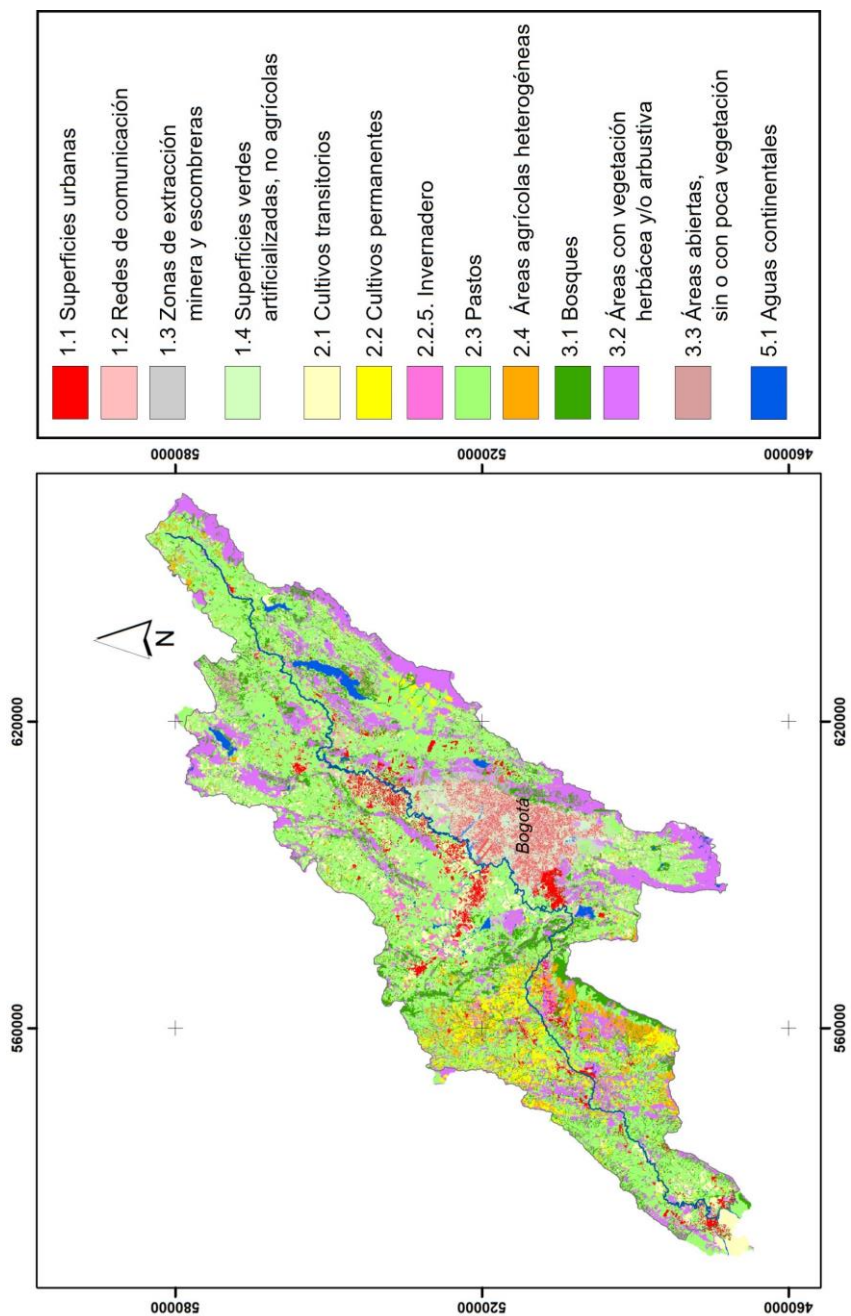 1.1 Superficies urbanas
1.2 Redes de comunicación
1.3 Zonas de extracción
minera y escombreras
1.4 Superficies verdes
artificializadas, no agrícolas
2.1 Cultivos transitorios
2.2 Cultivos permanentes
2.2.5. Invernadero
2.3 Pastos
2.4 Áreas agrícolas heterogéneas
3.1 Bosques
3.2 Áreas con vegetación
herbácea y/o arbustiva
3.3 Áreas abiertas,
sin o con poca vegetación
5.1 Aguas continentales
580000
520000
460000
N
620000
620000
Bogotá
560000
560000
580000
520000
460000